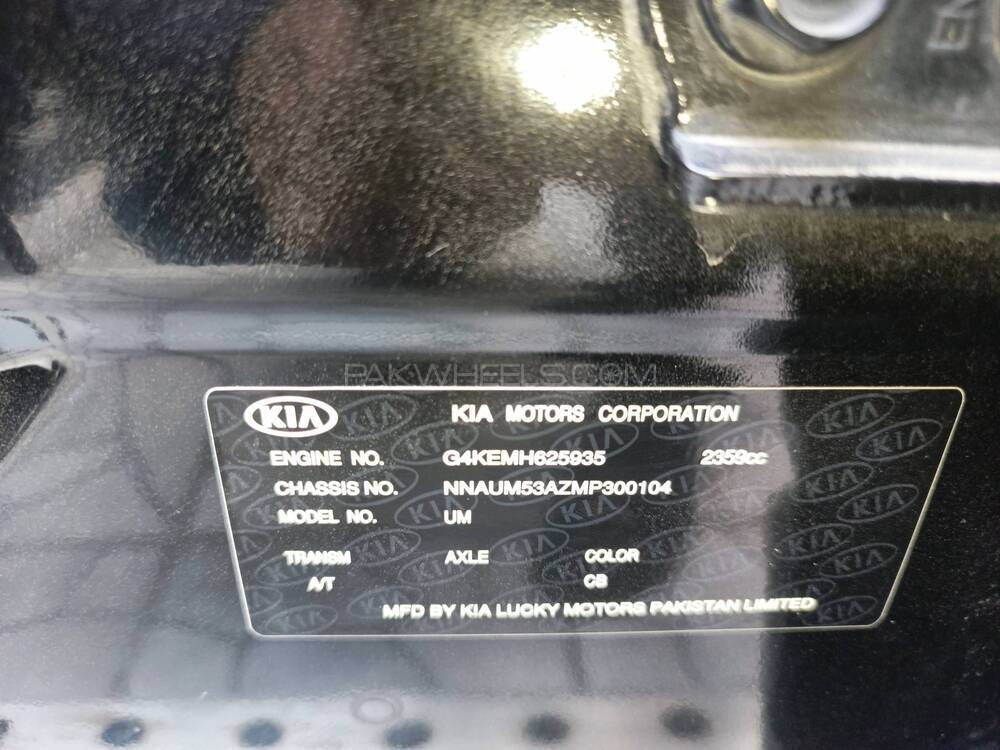 PAKWHEELS.COM
KIA KIA MOTORS CORPORATION
ENGINE NO. G4KEMH625935 2359cc
CHASSIS NO. NNAUM53AZMP300104
MODEL NO. UM
TRANSM AXLE COLOR
A/T CB
MFD BY KIA LUCKY MOTORS PAKISTAN LIMITED